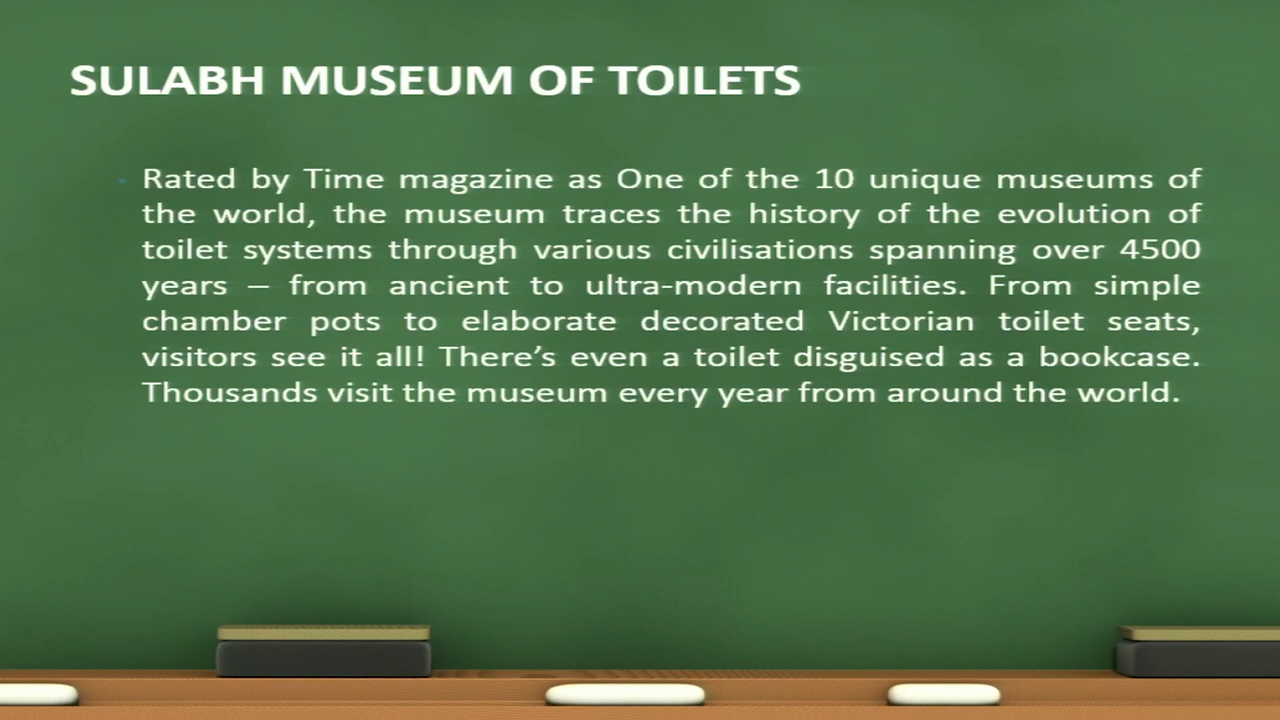 SULABH MUSEUM OF TOILETS
Rated by Time magazine as One of the 10 unique museums of
the world, the museum traces the history of the evolution of
toilet systems through various civilisations spanning over 4500
years – from ancient to ultra-modern facilities. From simple
chamber pots to elaborate decorated Victorian toilet seats,
visitors see it all! There’s even a toilet disguised as a bookcase.
Thousands visit the museum every year from around the world.